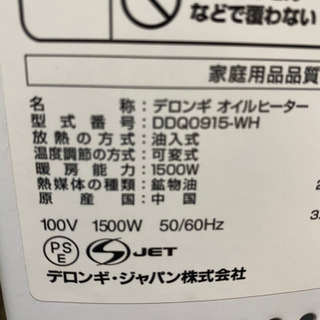 などで覆わない
家庭用品品質
名 称：デロンギ オイルヒーター
型 式 番 号：DDQ0915-WH
放 熱 の 方 式：油入式
温度調節の方式：可変式
暖 房 能 力：1500W
熱媒体の種類：鉱物油
原 産 国：中 国
100V 1500W 50/60Hz
PS E S JET
デロンギ・ジャパン株式会社